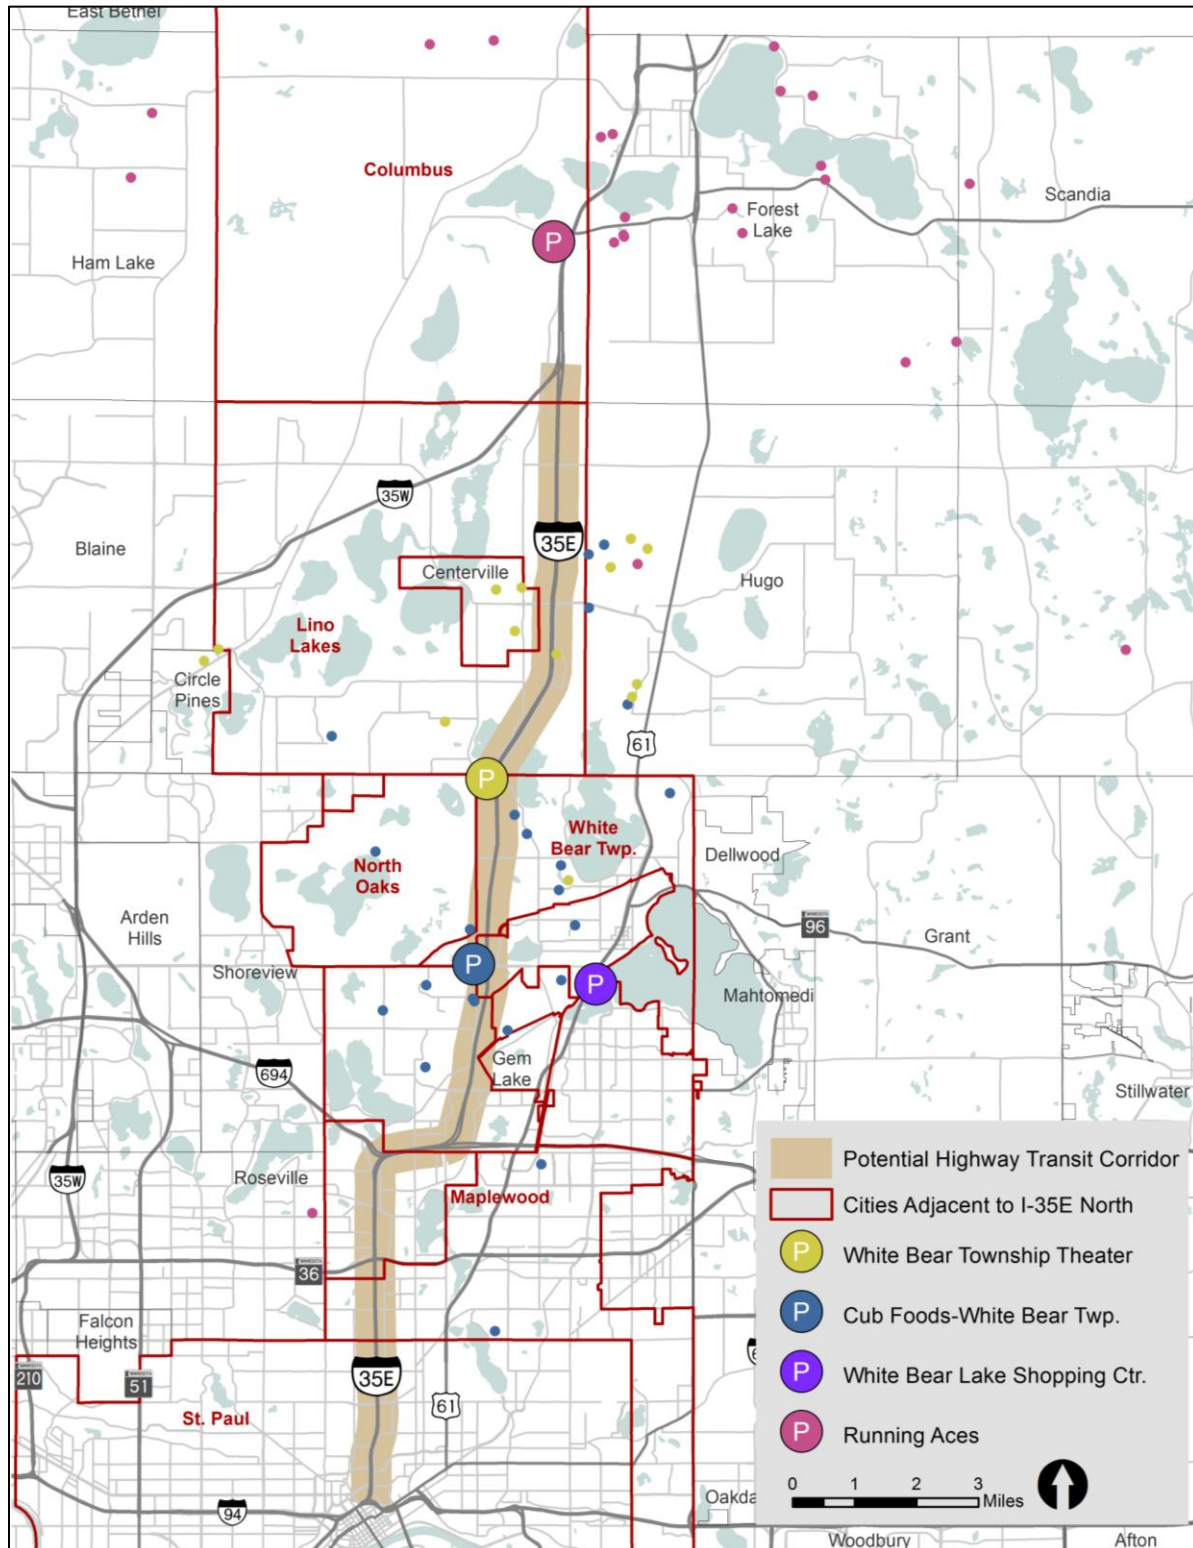 East Bethel
Columbus
Scandia
Forest
Lake
P
Ham Lake
35W
35E
Blaine
Centerville
Hugo
Lino
Lakes
Circle
Pines
61
P
White
Bear Twp.
North
Oaks
Dellwood
Arden
Hills
MINNESOTA
96
Grant
Shoreview
P
P
Mahtomedi
Gem
Lake
694
Stillwater
35W
Roseville
Maplewood
MINNESOTA
36
Falcon
Heights
MINNESOTA
210
MINNESOTA
51
35E
61
St. Paul
94
Oakda
Woodbury
Afton
Potential Highway Transit Corridor
Cities Adjacent to I-35E North
P White Bear Township Theater
P Cub Foods-White Bear Twp.
P White Bear Lake Shopping Ctr.
P Running Aces
0 1 2 3
Miles